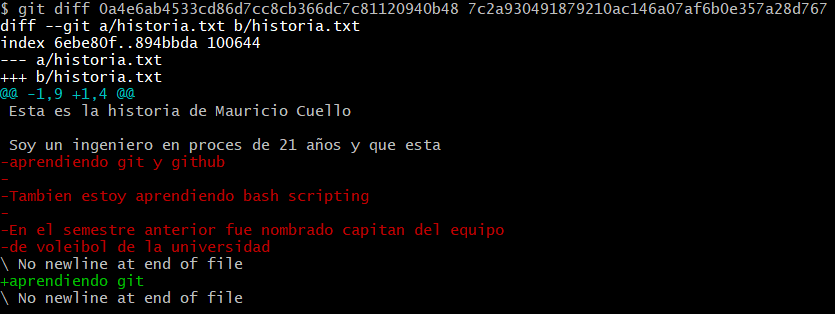 $ git diff 0a4e6ab4533cd86d7cc8cb366dc7c81120940b48 7c2a930491879210ac146a07af6b0e357a28d767
diff --git a/historia.txt b/historia.txt
index 6ebe80f..894bbda 100644
--- a/historia.txt
+++ b/historia.txt
@@ -1,9 +1,4 @@
 Esta es la historia de Mauricio Cuello

 Soy un ingeniero en proces de 21 años y que esta
-aprendiendo git y github
-
-Tambien estoy aprendiendo bash scripting
-
-En el semestre anterior fue nombrado capitan del equipo
-de voleibol de la universidad
\ No newline at end of file
+aprendiendo git
\ No newline at end of file